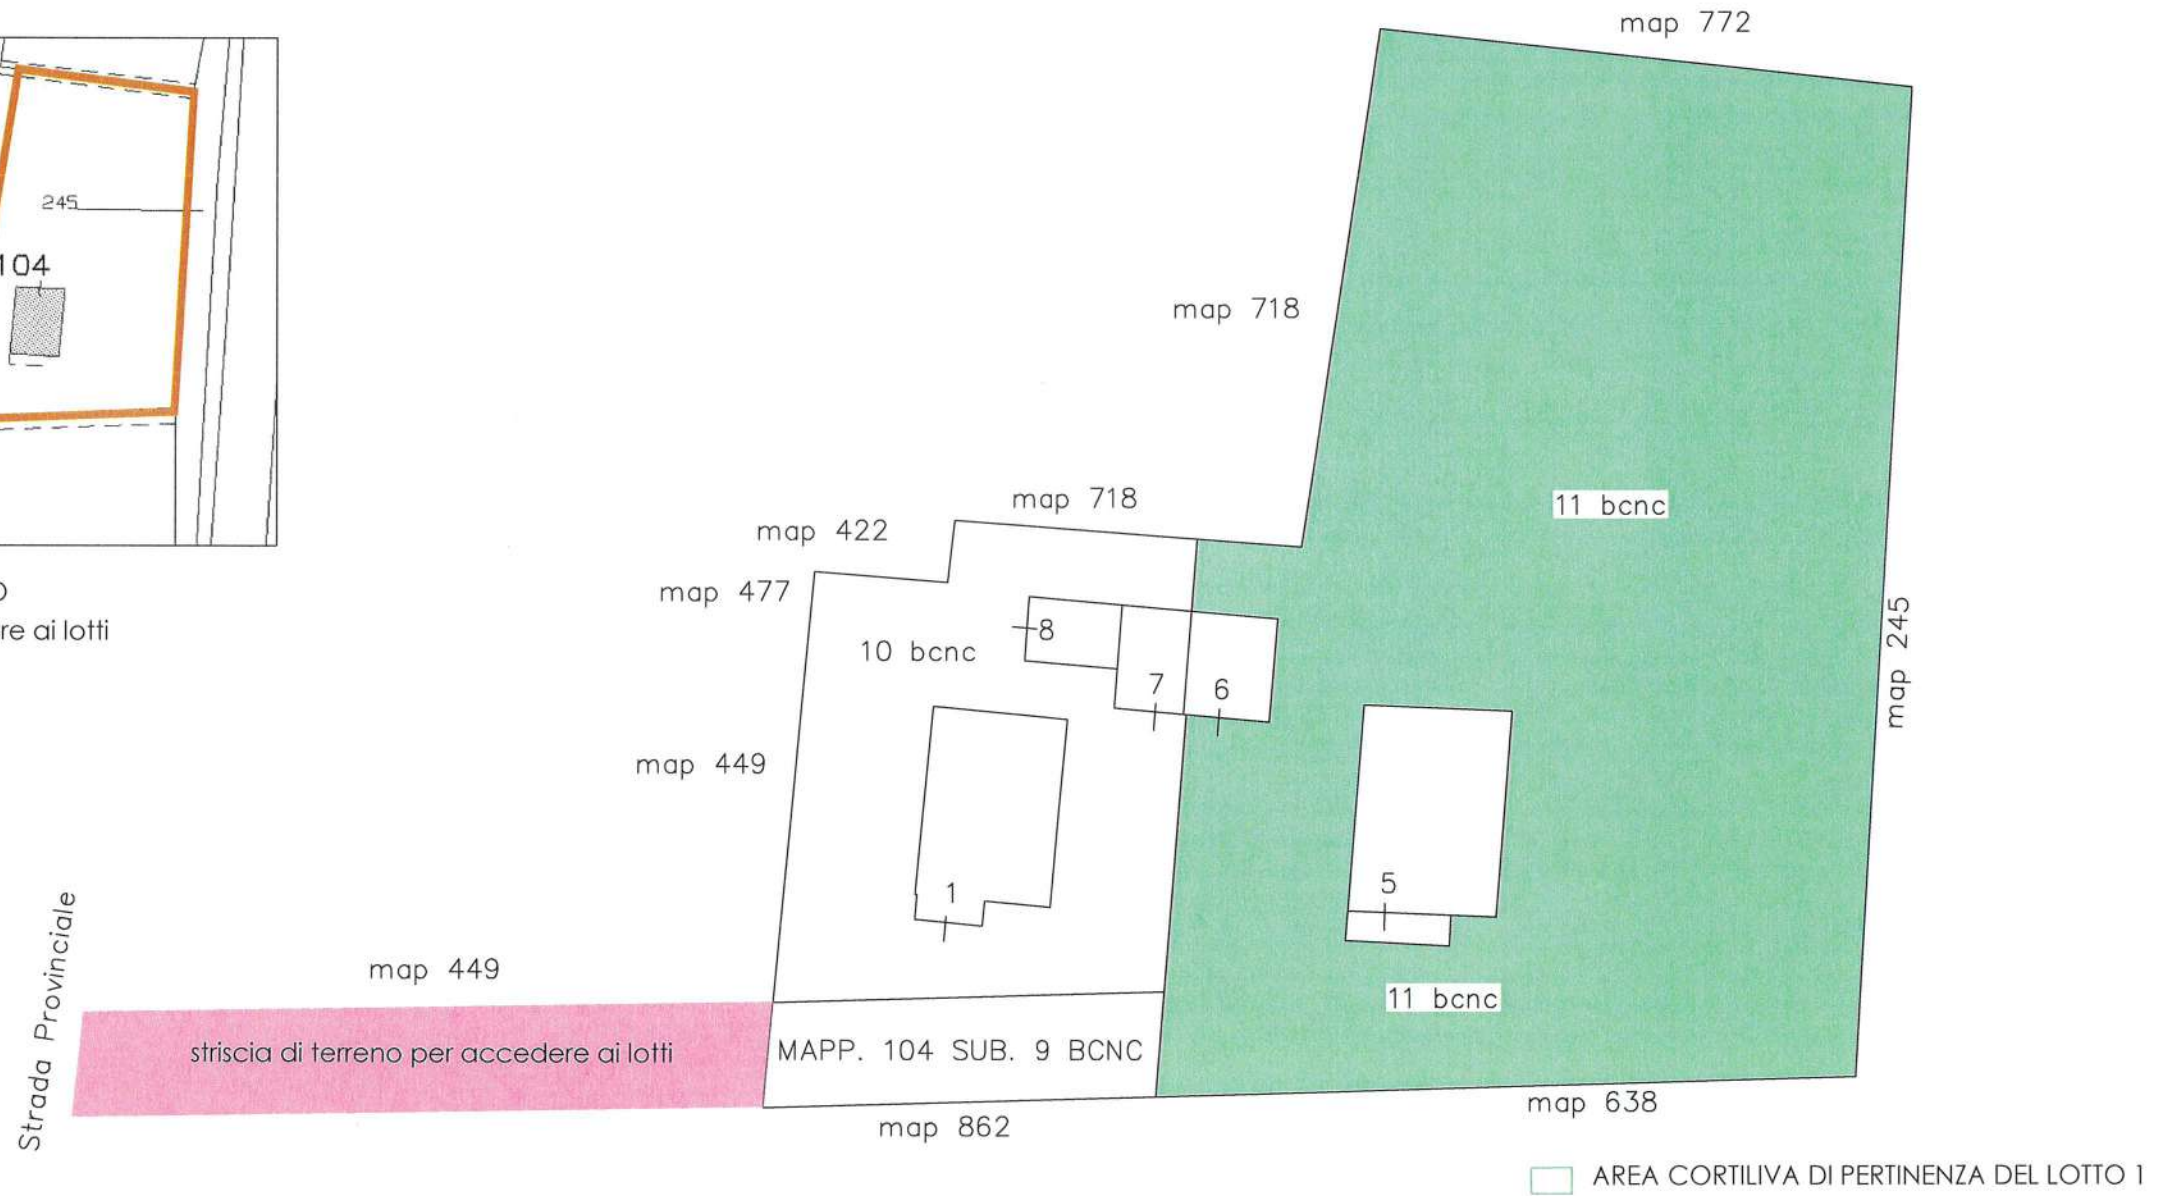 map 772
245
104
map 718
map 718
11 bcnc
map 422
map 477
re ai lotti
8
10 bcnc
7
6
map 245
map 449
5
1
Strada Provinciale
map 449
11 bcnc
striscia di terreno per accedere ai lotti
MAPP. 104 SUB. 9 BCNC
map 638
map 862
AREA CORTILIVA DI PERTINENZA DEL LOTTO 1